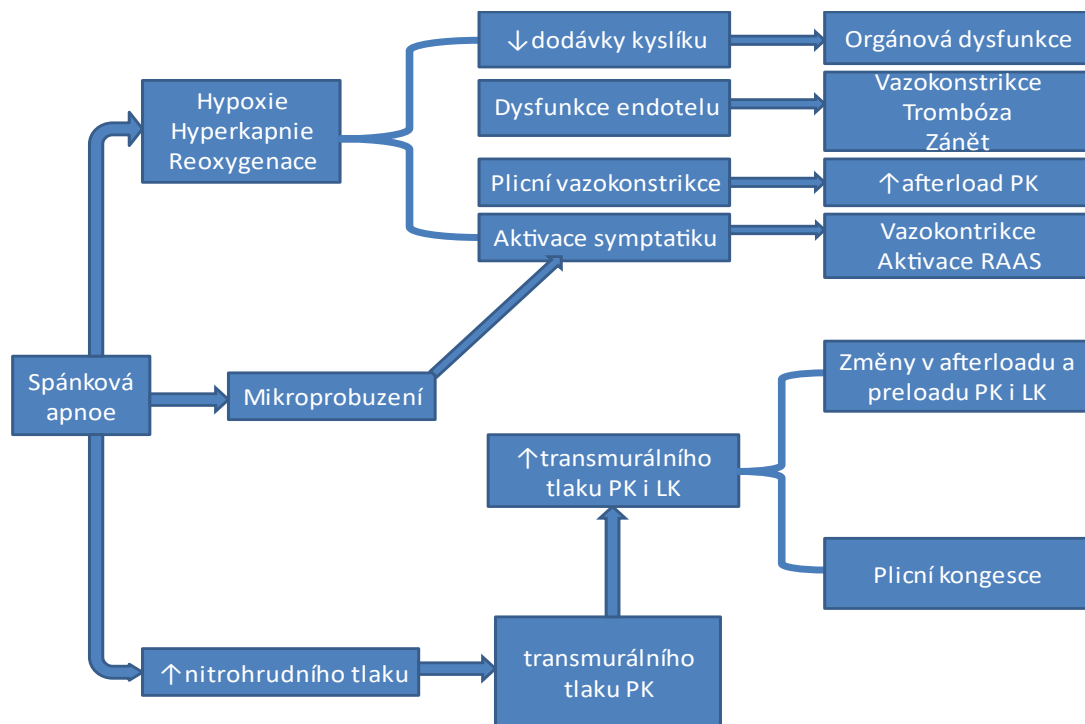 ↓dodávky kyslíku
Orgánová dysfunkce
Hypoxie
Hyperkapnie
Reoxygenace
Dysfunkce endotelu
Vazokonstrikce
Trombóza
Zánět
Plicní vazokonstrikce
↑afterload PK
Aktivace symptatiku
Vazokontrikce
Aktivace RAAS
Spánková
apnoe
Mikroprobuzení
Změny v afterloadu a
preloadu PK i LK
↑transmurálního
tlaku PK i LK
Plicní kongesce
↑nitrohrudního tlaku
transmurálního
tlaku PK